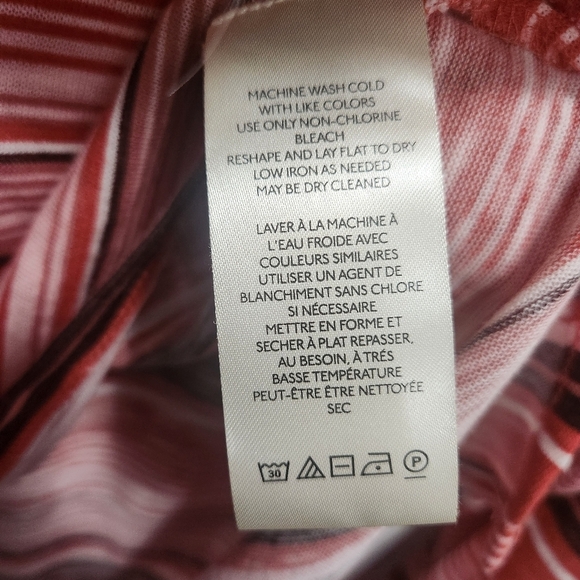 MACHINE WASH COLD
WITH LIKE COLORS
USE ONLY NON-CHLORINE
BLEACH
RESHAPE AND LAY FLAT TO DRY
LOW IRON AS NEEDED
MAY BE DRY CLEANED
LAVER À LA MACHINE À
L'EAU FROIDE AVEC
COULEURS SIMILAIRES
UTILISER UN AGENT DE
BLANCHIMENT SANS CHLORE
SI NÉCESSAIRE
METTRE EN FORME ET
SECHER À PLAT REPASSER,
AU BESOIN, À TRÉS
BASSE TEMPÉRATURE
PEUT-ÊTRE ÊTRE NETTOYÉE
SEC
30 P